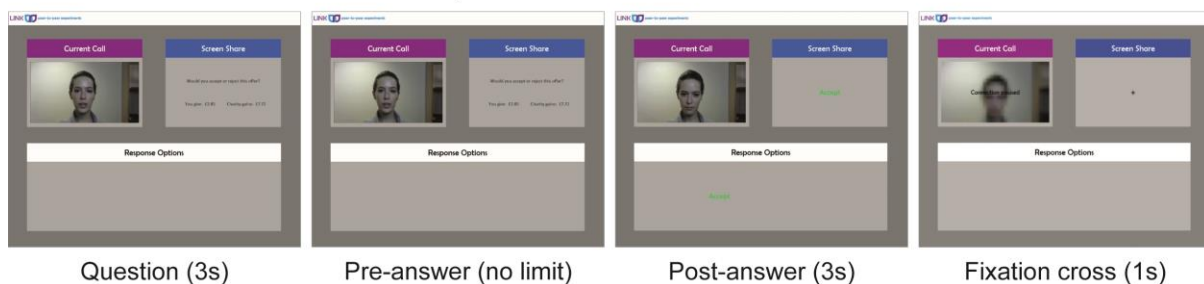 LINK
Current Call
Screen Share
Would you accept or reject this offer?
Response Options
LINK
Current Call
Screen Share
Would you accept or reject this offer?
Response Options
LINK
Current Call
Screen Share
Accept
Response Options
Accept
LINK
Current Call
Screen Share
Connection paused
+
Response Options
Question (3s)
Pre-answer (no limit)
Post-answer (3s)
Fixation cross (1s)